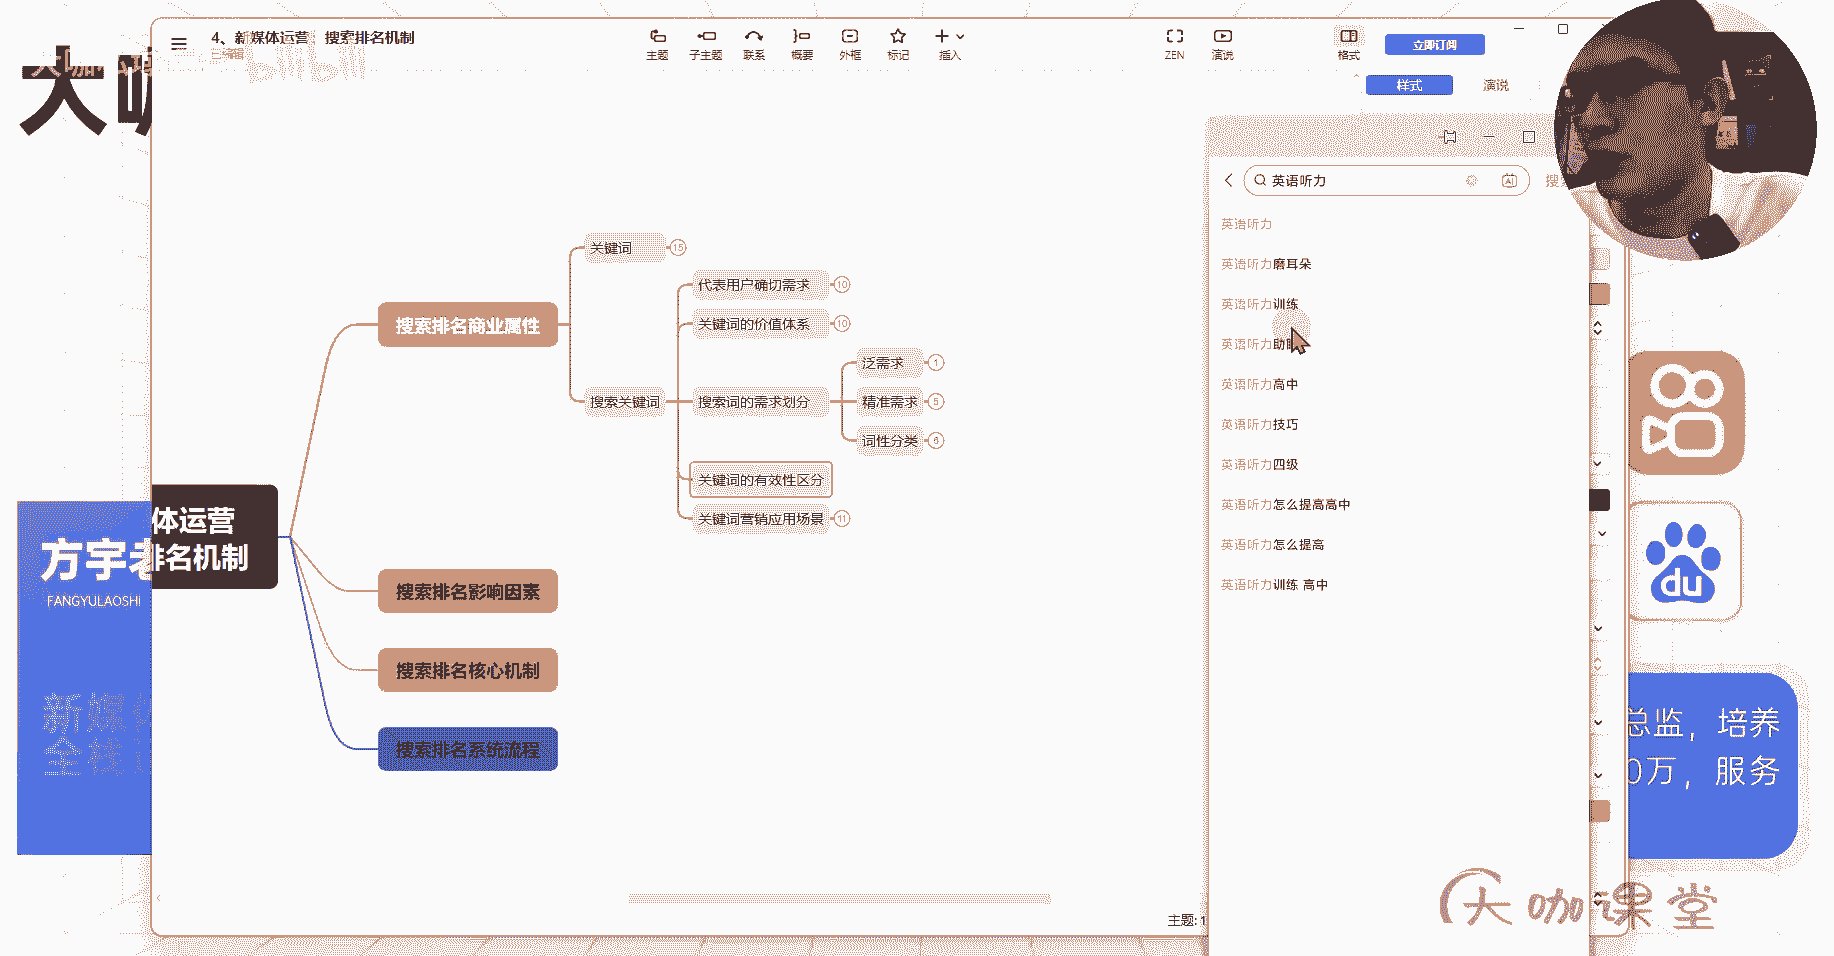 4、新媒体运营：搜索排名机制
已编辑
bilibili
主题
子主题
联系
概要
外框
标记
插入
ZEN
演说
格式
立即订阅
样式
演说
大咖
英语听力
搜索
英语听力
英语听力磨耳朵
英语听力训练
英语听力助眠
英语听力高中
英语听力技巧
英语听力四级
英语听力怎么提高高中
英语听力怎么提高
英语听力训练 高中
关键词
15
代表用户确切需求
10
关键词的价值体系
10
搜索排名商业属性
泛需求
1
搜索关键词
搜索词的需求划分
精准需求
5
词性分类
6
关键词的有效性区分
关键词营销应用场景
11
体运营
排名机制
搜索排名影响因素
搜索排名核心机制
搜索排名系统流程
方宇老
FANGYULAOSHI
新媒
全栈
du
总监，培养
0万，服务
主题: 1
大咖课堂